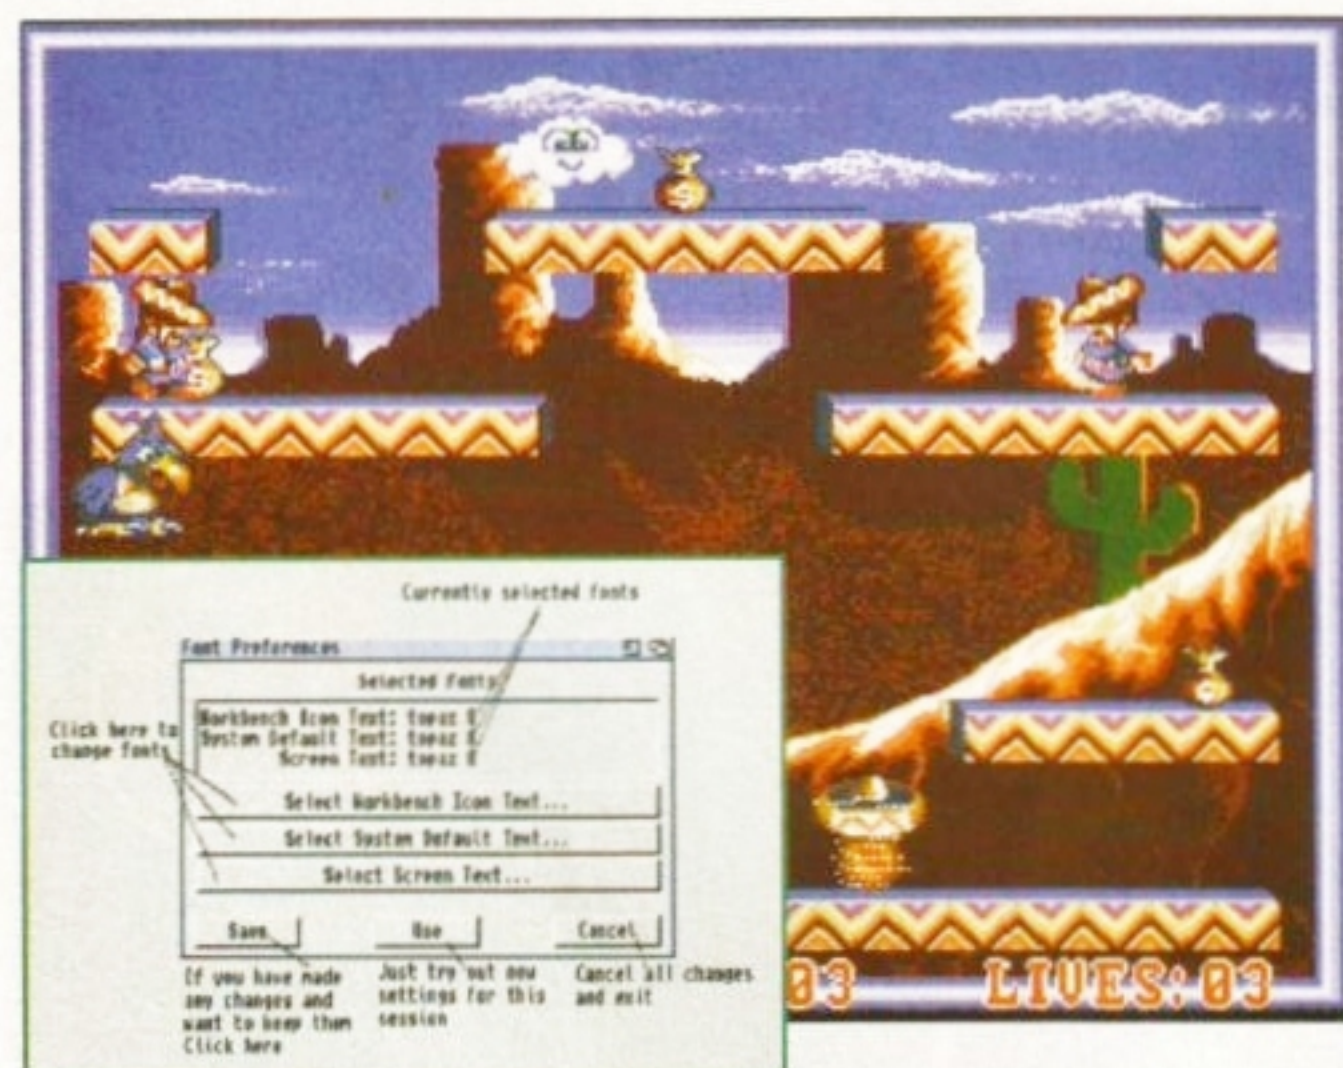 Currently selected fonts
Font Preferences
Selected Fonts
Workbench Icon Text: topaz 8
System Default Text: topaz 8
Screen Text: topaz 8
Click here to
change fonts
Select Workbench Icon Text...
Select System Default Text...
Select Screen Text...
Save
Use
Cancel
If you have made
any changes and
want to keep them
Click here
Just try out new
settings for this
session
Cancel all changes
and exit
03
LIVES:03